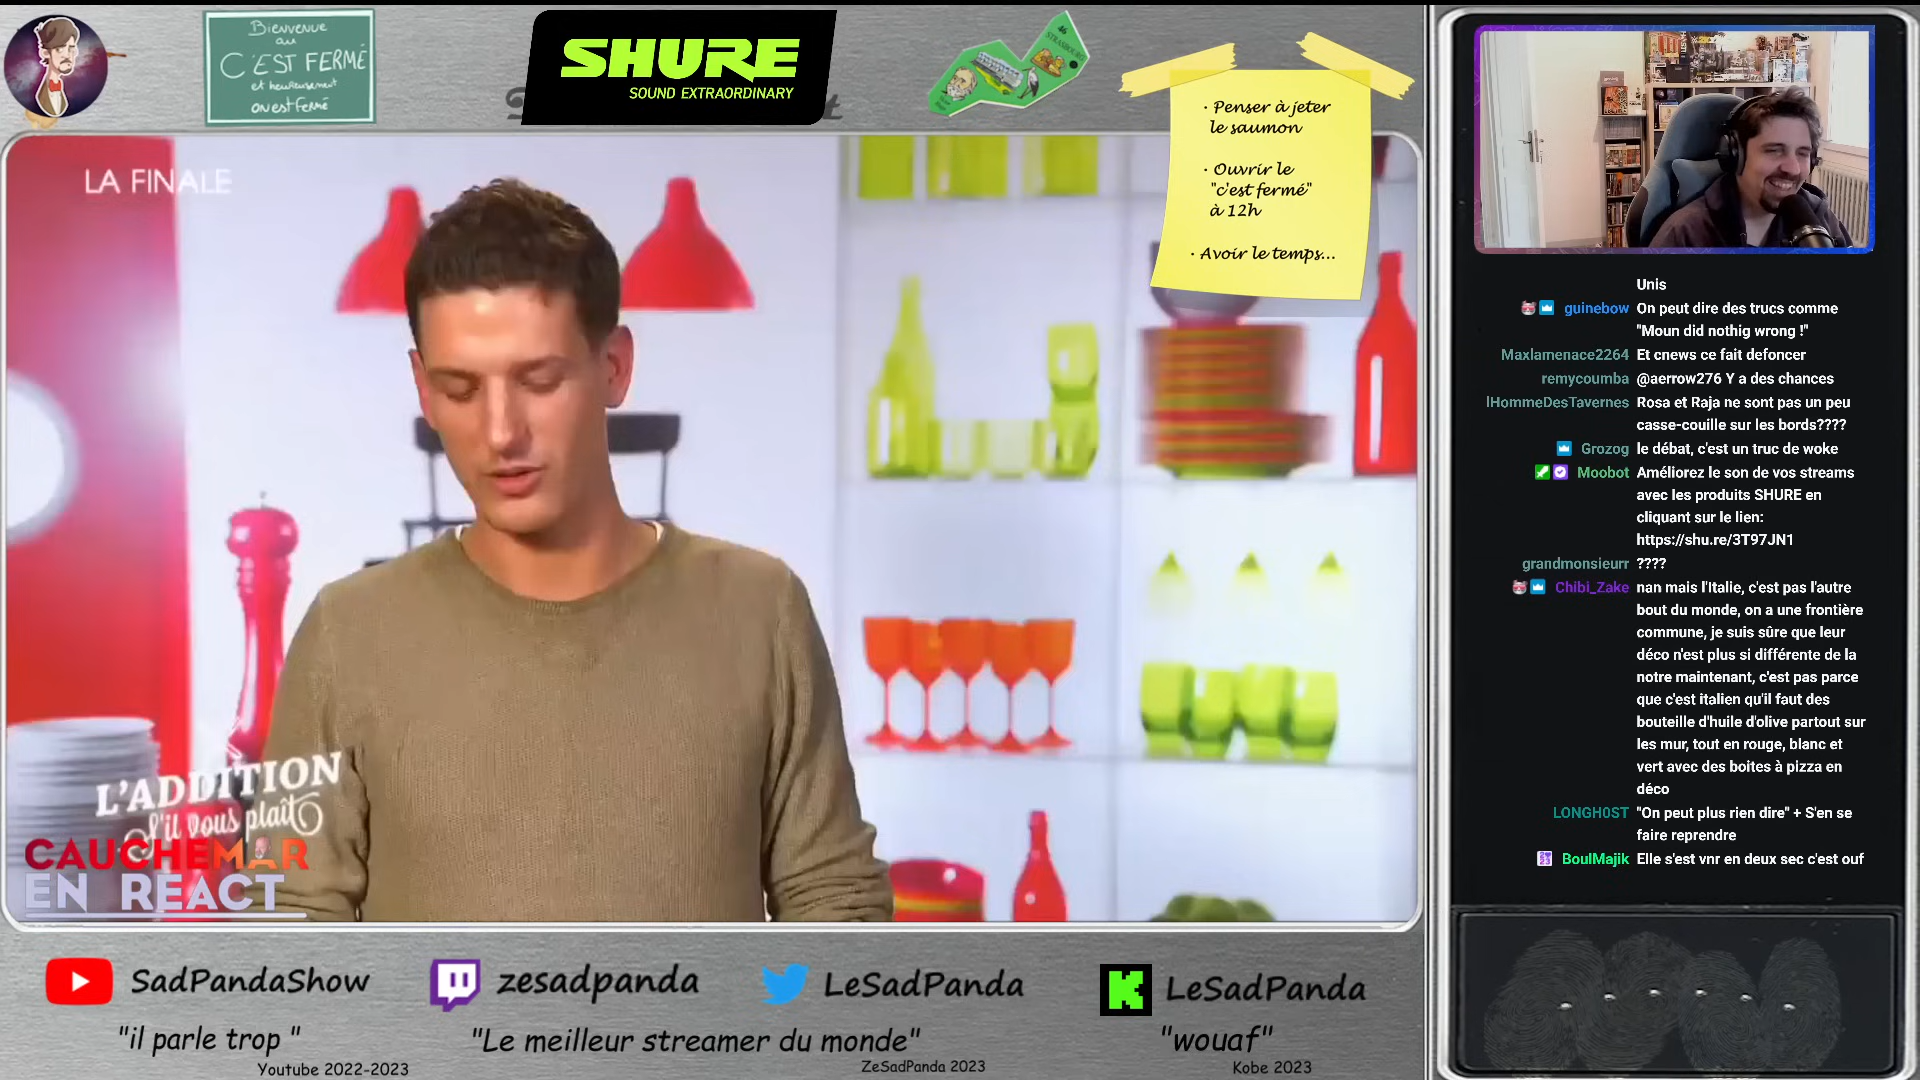 Bienvenue
au
C'EST FERMÉ
et heureusement
on est fermé
SHURE
SOUND EXTRAORDINARY
STRASBOURG
· Penser à jeter
le saumon
· Ouvrir le
"c'est fermé"
à 12h
· Avoir le temps...
LA FINALE
L'ADDITION
S'il vous plaît
CAUCHEMAR
EN REACT
SadPandaShow
"il parle trop "
Youtube 2022-2023
zesadpanda
"Le meilleur streamer du monde"
ZeSadPanda 2023
LeSadPanda
LeSadPanda
"wouaf"
Kobe 2023
Unis
guinebow On peut dire des trucs comme
"Moun did nothig wrong !"
Maxlamenace2264 Et cnews ce fait defoncer
remycoumba @aerrow276 Y a des chances
lHommeDesTavernes Rosa et Raja ne sont pas un peu
casse-couille sur les bords????
Grozog le débat, c'est un truc de woke
Moobot Améliorez le son de vos streams
avec les produits SHURE en
cliquant sur le lien:
https://shu.re/3T97JN1
grandmonsieurr ????
Chibi_Zake nan mais l'Italie, c'est pas l'autre
bout du monde, on a une frontière
commune, je suis sûre que leur
déco n'est plus si différente de la
notre maintenant, c'est pas parce
que c'est italien qu'il faut des
bouteille d'huile d'olive partout sur
les mur, tout en rouge, blanc et
vert avec des boites à pizza en
déco
LONGH0ST "On peut plus rien dire" + S'en se
faire reprendre
BoulMajik Elle s'est vnr en deux sec c'est ouf